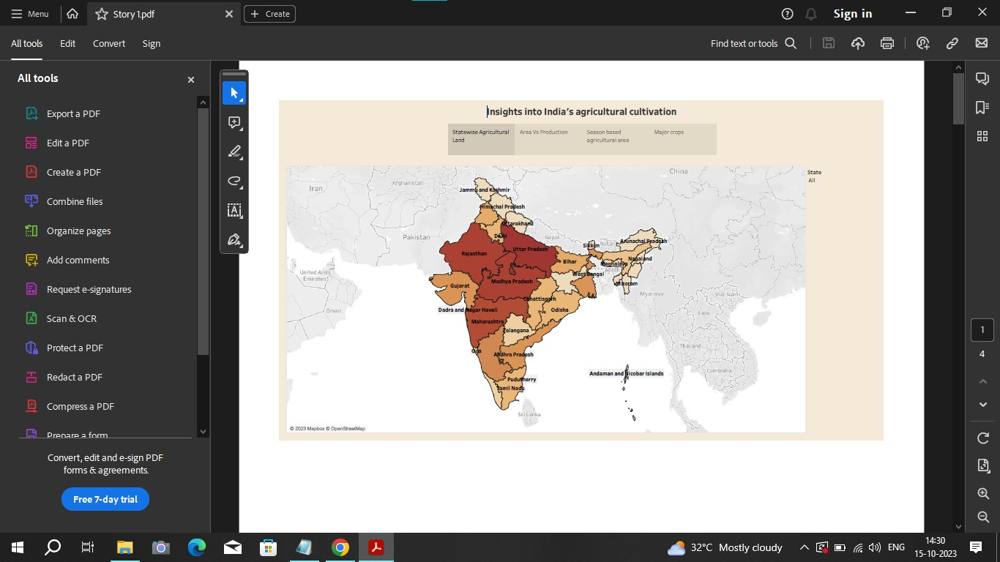 Menu
Story 1.pdf
Create
Sign in
All tools
Edit
Convert
Sign
Find text or tools
All tools
Export a PDF
Edit a PDF
Create a PDF
Combine files
Organize pages
Add comments
Request e-signatures
Scan & OCR
Protect a PDF
Redact a PDF
Compress a PDF
Prepare a form
Convert, edit and e-sign PDF
forms & agreements.
Free 7-day trial
Insights into India's agricultural cultivation
Statewise Agricultural
Land
Area Vs Production
Season based
agricultural area
Major crops
State
All
China
Iran
Afghanistan
Jammu and Kashmir
Himachal Pradesh
Uttarakhand
Pakistan
Delhi
Nepal
Sikkim
Bhutan
Arunachal Pradesh
Rajasthan
Uttar Pradesh
Bihar
Nagaland
Meghalaya
United Arab
Emirates
West Bengal
Madhya Pradesh
Mizoram
Gujarat
Myanmar
Viet Nam
Chhattisgarh
Oman
Dadra and Nagar Haveli
Odisha
Laos
Maharashtra
Telangana
Thailand
Goa
Andhra Pradesh
Cambodia
Andaman and Nicobar Islands
Puducherry
Tamil Nadu
Sri Lanka
© 2023 Mapbox © OpenStreetMap
1
4
32°C Mostly cloudy
ENG
14:30
15-10-2023